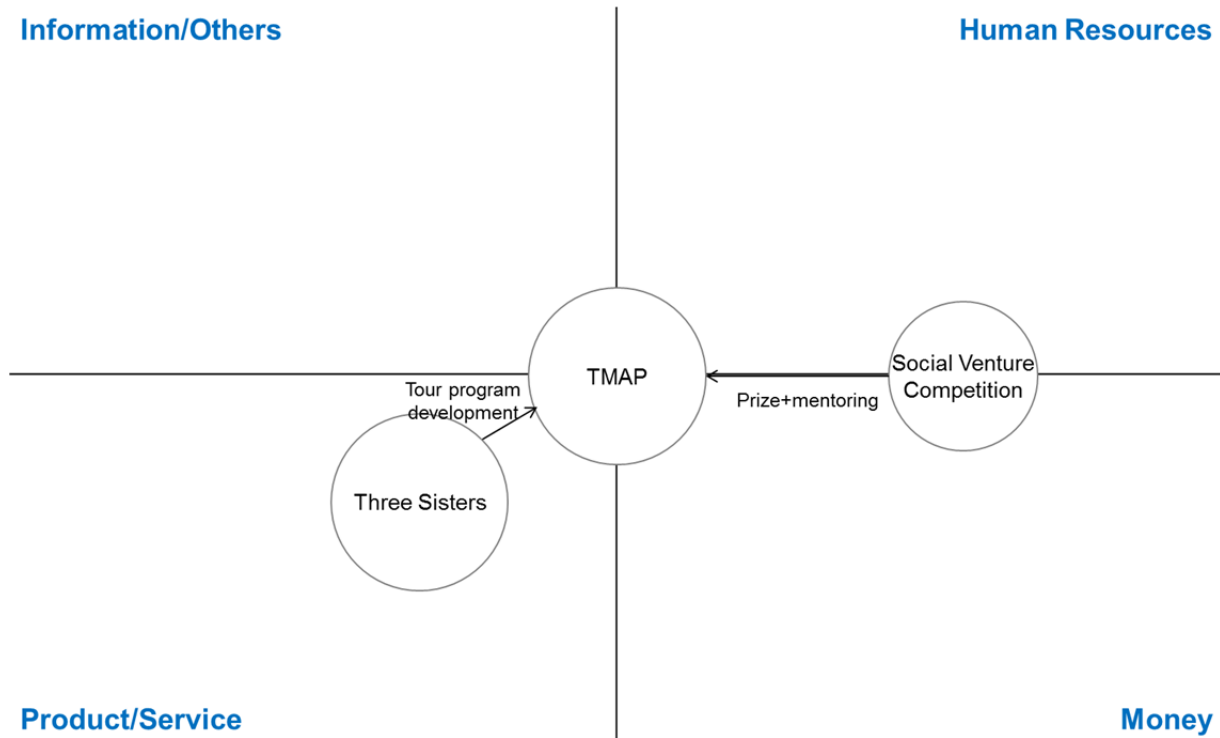 Information/Others
Human Resources
TMAP
Social Venture
Competition
Tour program
development
Prize+mentoring
Three Sisters
Product/Service
Money